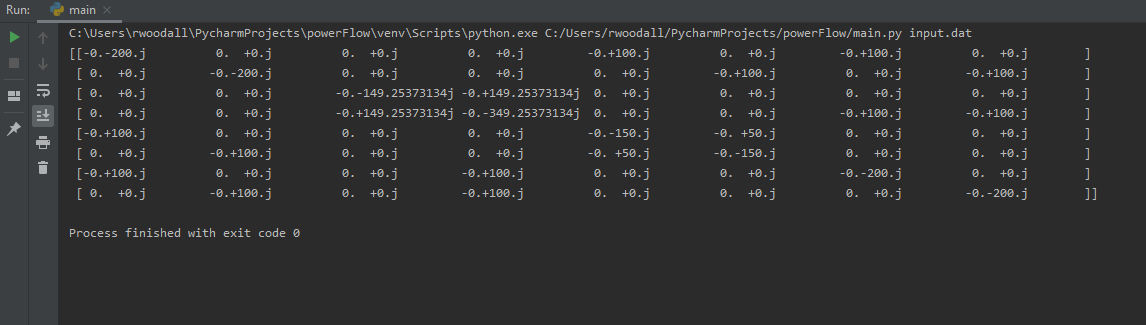 Run: main
C:\Users\rwoodall\PycharmProjects\powerFlow\venv\Scripts\python.exe C:/Users/rwoodall/PycharmProjects/powerFlow/main.py input.dat
[[-0.-200.j 0. +0.j 0. +0.j 0. +0.j -0.+100.j 0. +0.j -0.+100.j 0. +0.j ]
[ 0. +0.j -0.-200.j 0. +0.j 0. +0.j 0. +0.j -0.+100.j 0. +0.j -0.+100.j ]
[ 0. +0.j 0. +0.j -0.-149.25373134j -0.+149.25373134j 0. +0.j 0. +0.j 0. +0.j 0. +0.j ]
[ 0. +0.j 0. +0.j -0.+149.25373134j -0.-349.25373134j 0. +0.j 0. +0.j -0.+100.j -0.+100.j ]
[-0.+100.j 0. +0.j 0. +0.j 0. +0.j -0.-150.j -0. +50.j 0. +0.j 0. +0.j ]
[ 0. +0.j -0.+100.j 0. +0.j 0. +0.j -0. +50.j -0.-150.j 0. +0.j 0. +0.j ]
[-0.+100.j 0. +0.j 0. +0.j -0.+100.j 0. +0.j 0. +0.j -0.-200.j 0. +0.j ]
[ 0. +0.j -0.+100.j 0. +0.j -0.+100.j 0. +0.j 0. +0.j 0. +0.j -0.-200.j ]]
Process finished with exit code 0